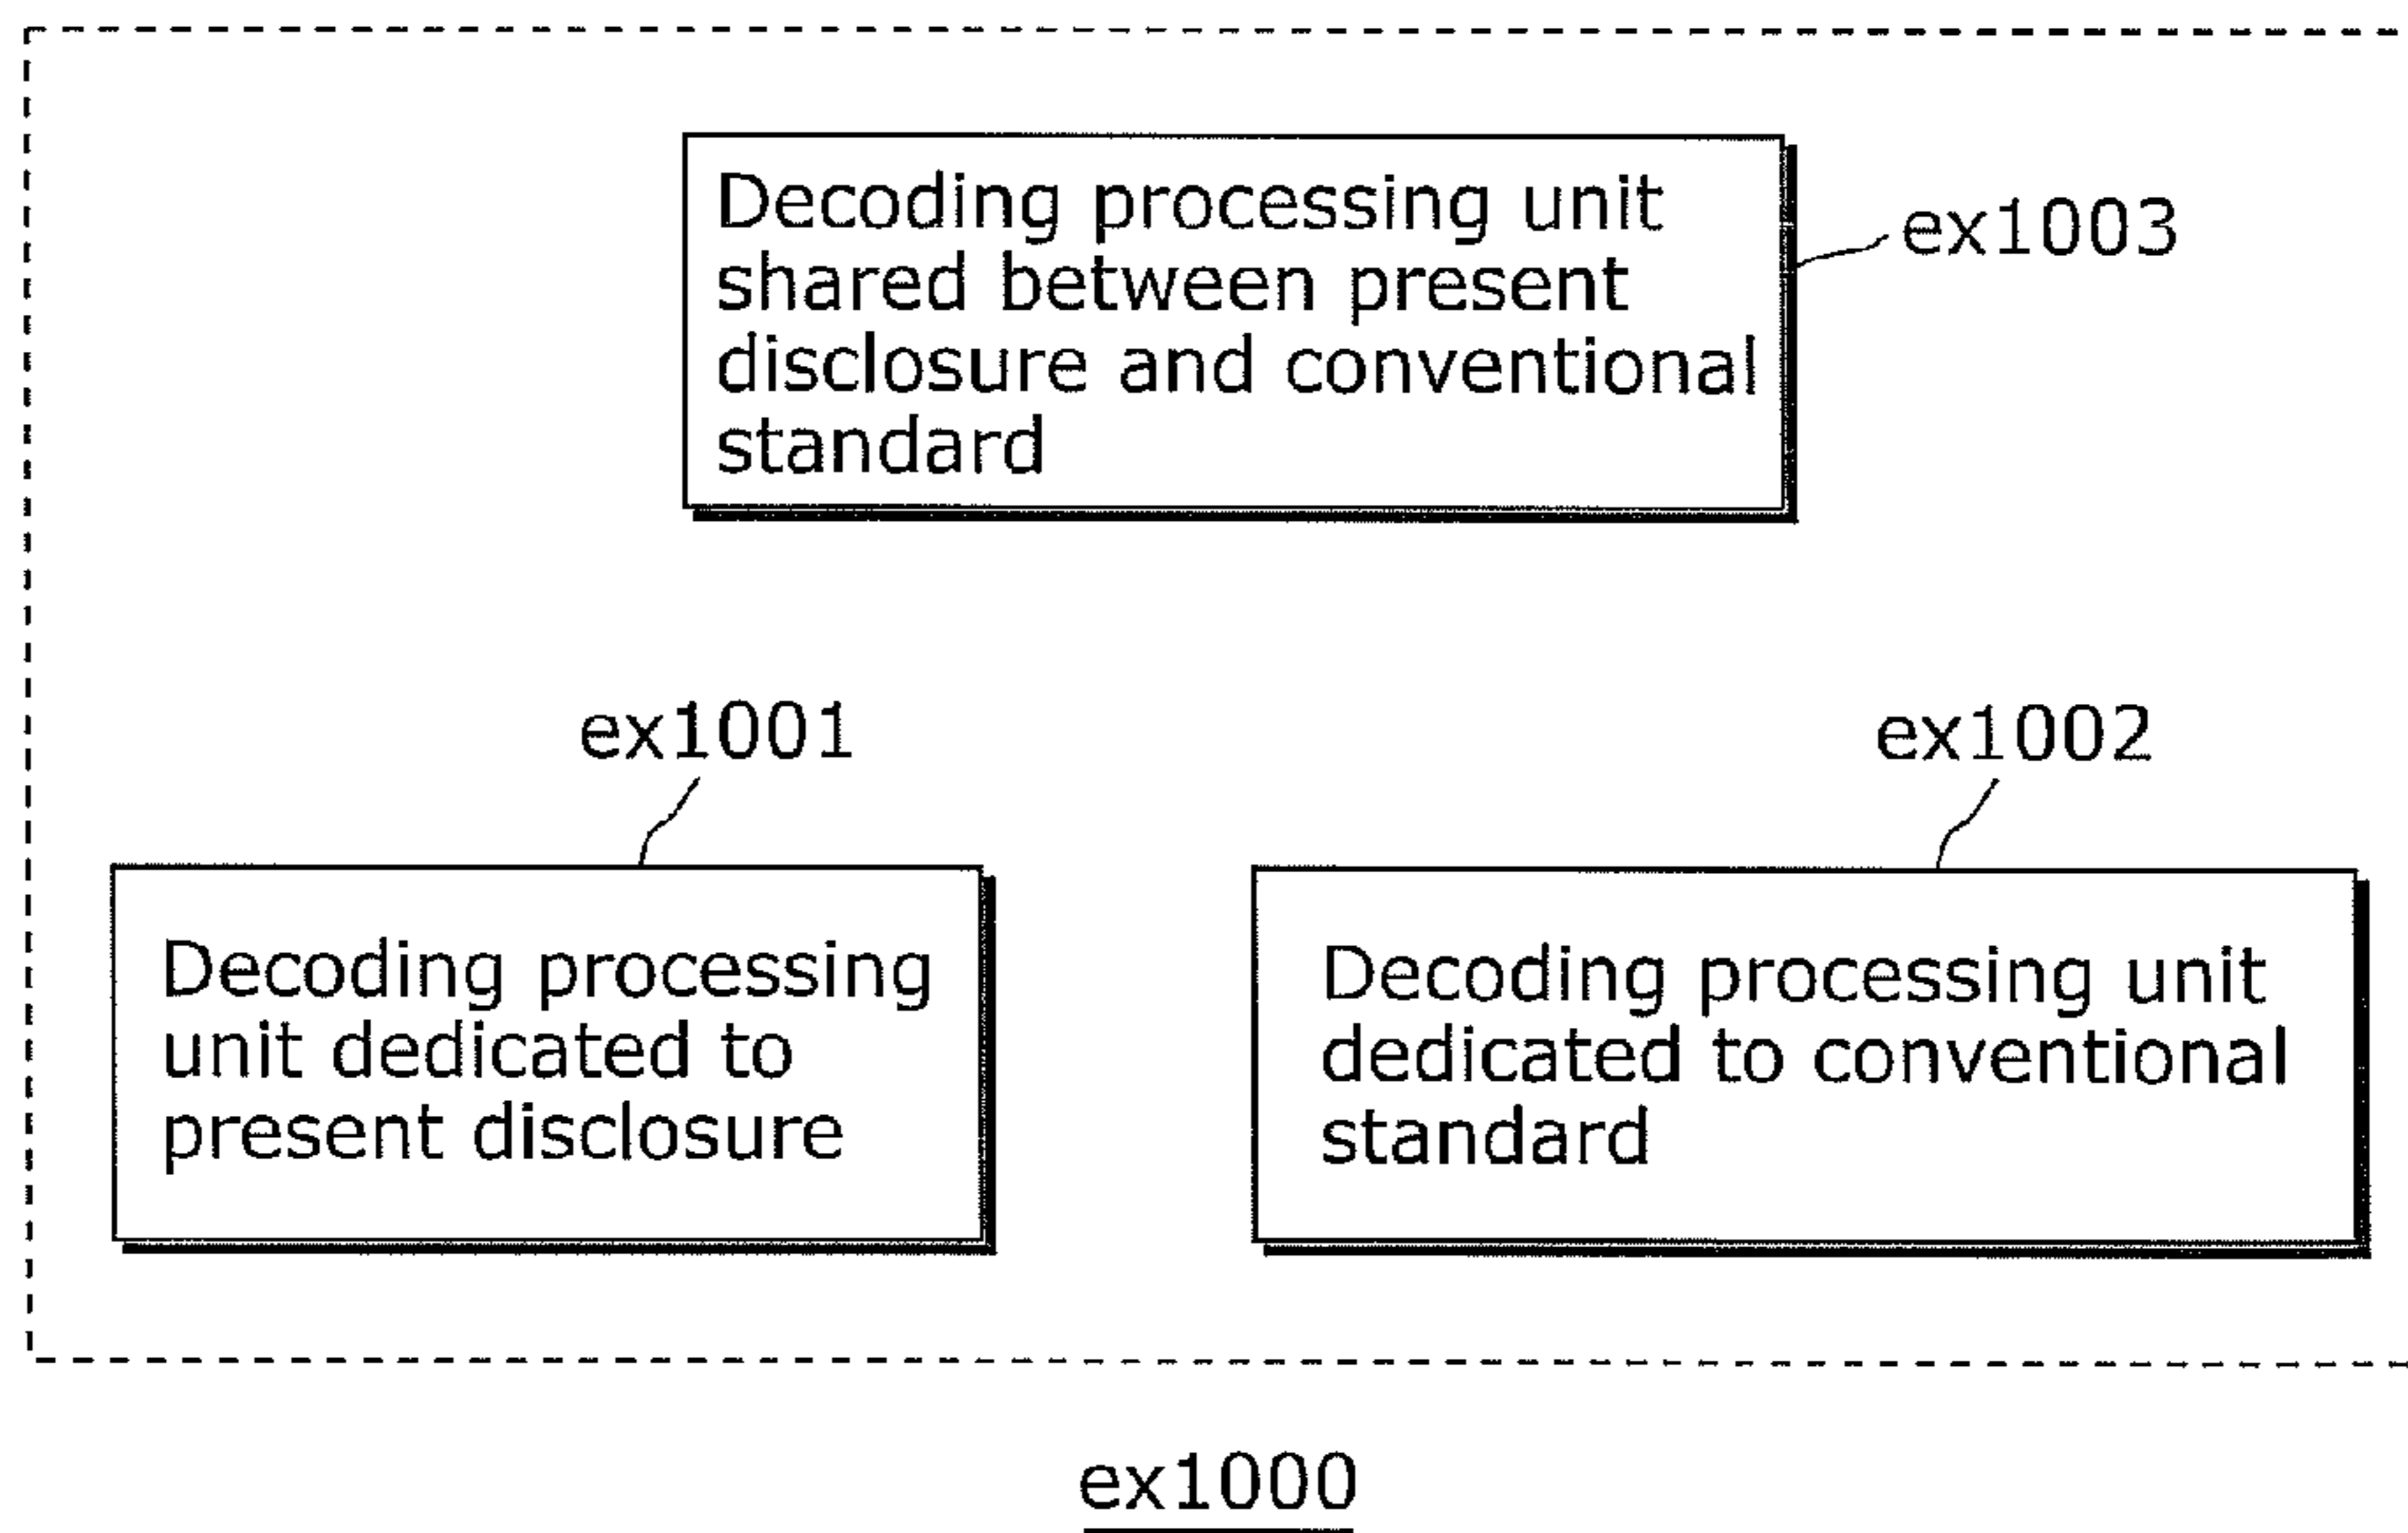 Decoding processing unit
shared between present
disclosure and conventional
standard
ex1003
ex1001
Decoding processing
unit dedicated to
present disclosure
ex1002
Decoding processing unit
dedicated to conventional
standard
ex1000